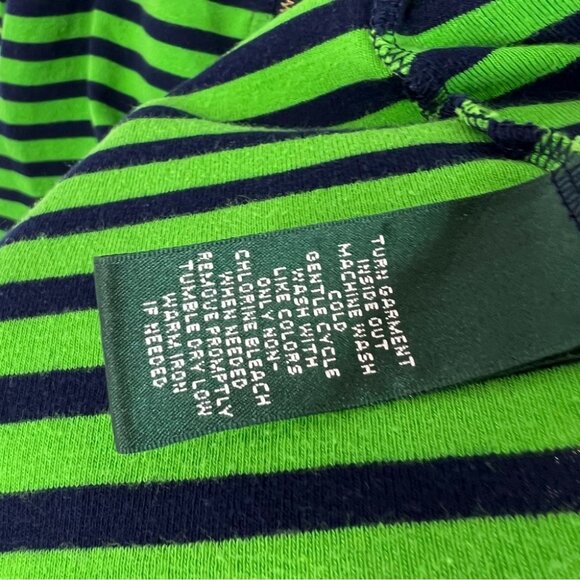 TURN GARMENT
INSIDE OUT
MACHINE WASH
COLD
GENTLE CYCLE
WASH WITH
LIKE COLORS
ONLY NON-
CHLORINE BLEACH
WHEN NEEDED
REMOVE PROMPTLY
TUMBLE DRY LOW
WARM IRON
IF NEEDED